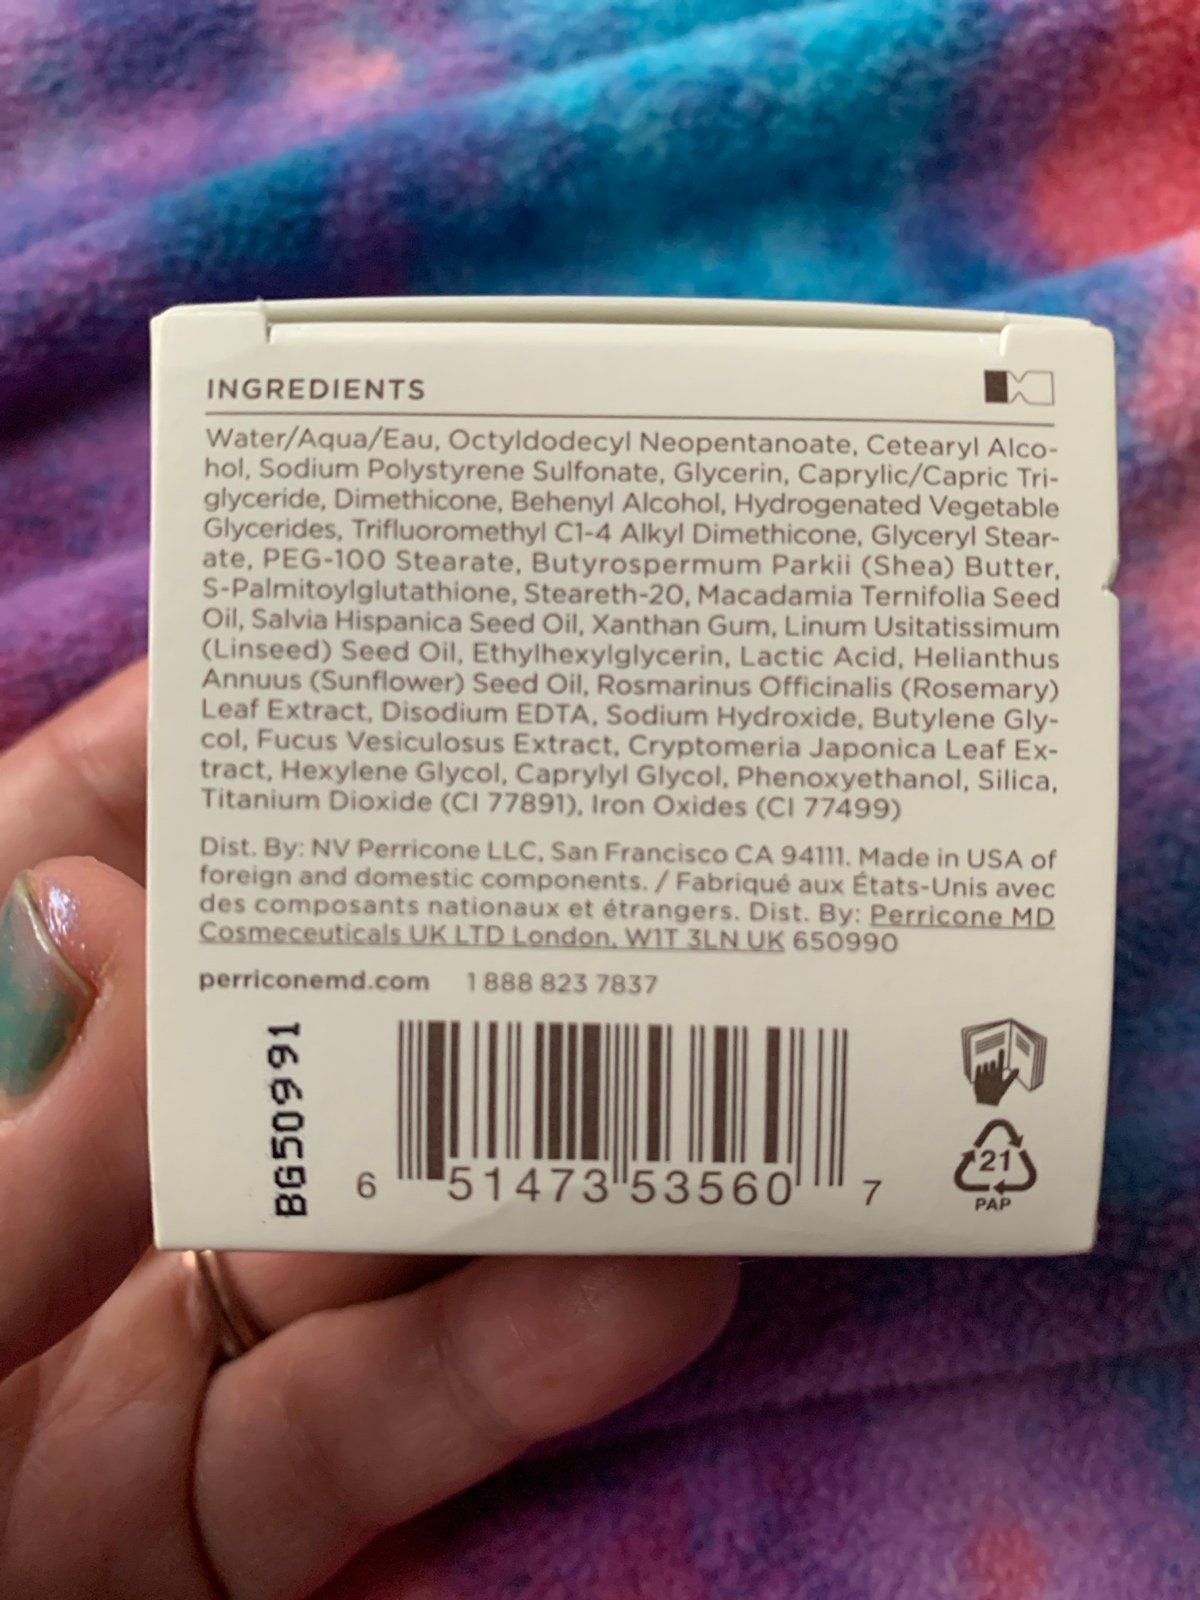 INGREDIENTS
Water/Aqua/Eau, Octyldodecyl Neopentanoate, Cetearyl Alco-
hol, Sodium Polystyrene Sulfonate, Glycerin, Caprylic/Capric Tri-
glyceride, Dimethicone, Behenyl Alcohol, Hydrogenated Vegetable
Glycerides, Trifluoromethyl C1-4 Alkyl Dimethicone, Glyceryl Stear-
ate, PEG-100 Stearate, Butyrospermum Parkii (Shea) Butter,
S-Palmitoylglutathione, Steareth-20, Macadamia Ternifolia Seed
Oil, Salvia Hispanica Seed Oil, Xanthan Gum, Linum Usitatissimum
(Linseed) Seed Oil, Ethylhexylglycerin, Lactic Acid, Helianthus
Annuus (Sunflower) Seed Oil, Rosmarinus Officinalis (Rosemary)
Leaf Extract, Disodium EDTA, Sodium Hydroxide, Butylene Gly-
col, Fucus Vesiculosus Extract, Cryptomeria Japonica Leaf Ex-
tract, Hexylene Glycol, Caprylyl Glycol, Phenoxyethanol, Silica,
Titanium Dioxide (CI 77891), Iron Oxides (CI 77499)
Dist. By: NV Perricone LLC, San Francisco CA 94111. Made in USA of
foreign and domestic components. / Fabriqué aux États-Unis avec
des composants nationaux et étrangers. Dist. By: Perricone MD
Cosmeceuticals UK LTD London, W1T 3LN UK 650990
perriconemd.com 1 888 823 7837
BG50991
6 51473 53560 7
21
PAP